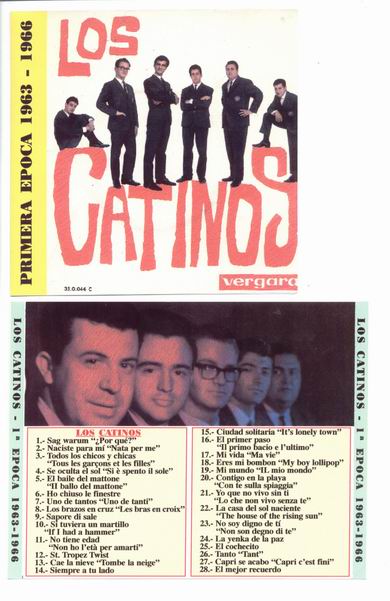 PRIMERA EPOCA 1963 - 1966
LOS
CATINOS
33.0.044 C
vergara
LOS CATINOS - 1ª EPOCA 1963-1966
LOS CATINOS
1.- Sag warum "¿Por qué?"
2.- Naciste para mí "Nata per me"
3.- Todos los chicos y chicas
"Tous les garçons et les filles"
4.- Se oculta el sol "Si è spento il sole"
5.- El baile del mattone
"Il ballo del mattone"
6.- Ho chiuso le finestre
7.- Uno de tantos "Uno de tanti"
8.- Los brazos en cruz "Les bras en croix"
9.- Sapore di sale
10.- Si tuviera un martillo
"If I had a hammer"
11.- No tiene edad
"Non ho l'età per amarti"
12.- St. Tropez Twist
13.- Cae la nieve "Tombe la neige"
14.- Siempre a tu lado
15.- Ciudad solitaria "It's lonely town"
16.- El primer paso
"Il primo bacio e l'ultimo"
17.- Mi vida "Ma vie"
18.- Eres mi bombon "My boy lollipop"
19.- Mi mundo "IL mio mondo"
20.- Contigo en la playa
"Con te sulla spiaggia"
21.- Yo que no vivo sin ti
"Lo che non vivo senza te"
22.- La casa del sol naciente
"The house of the rising sun"
23.- No soy digno de tí
"Non son degno di te"
24.- La yenka de la paz
25.- El cochecito
26.- Tanto "Tant"
27.- Capri se acabo "Capri c'est fini"
28.- El mejor recuerdo
LOS CATINOS - 1ª EPOCA 1963-1966